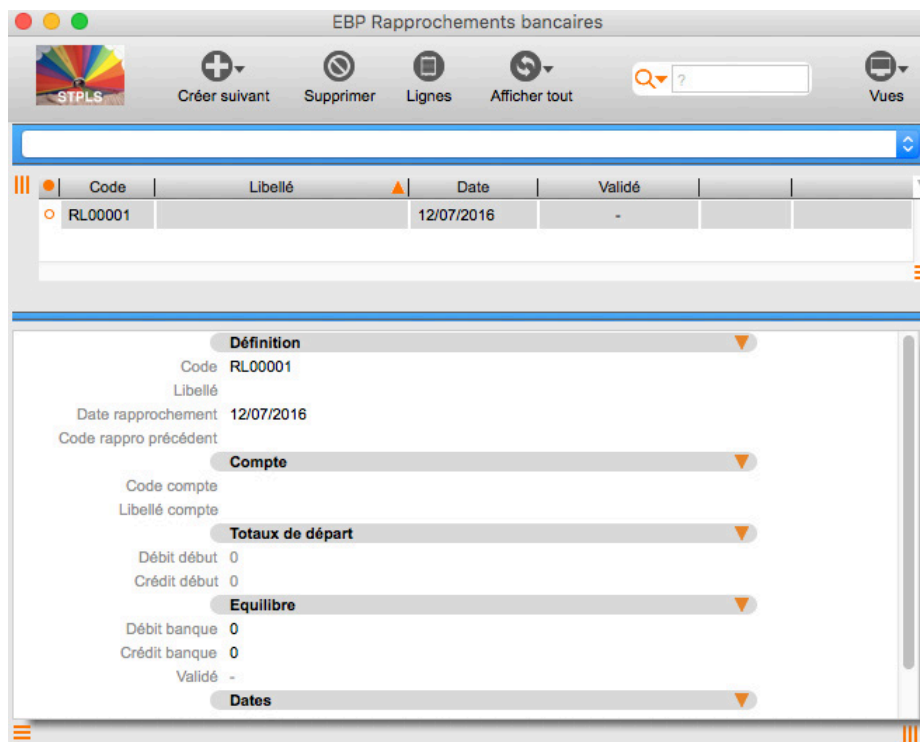 EBP Rapprochements bancaires
STPLS
Créer suivant Supprimer Lignes Afficher tout ? Vues
Code Libellé Date Validé
RL00001 12/07/2016 -
Définition
Code RL00001
Libellé
Date rapprochement 12/07/2016
Code rappro précédent
Compte
Code compte
Libellé compte
Totaux de départ
Débit début 0
Crédit début 0
Equilibre
Débit banque 0
Crédit banque 0
Validé -
Dates